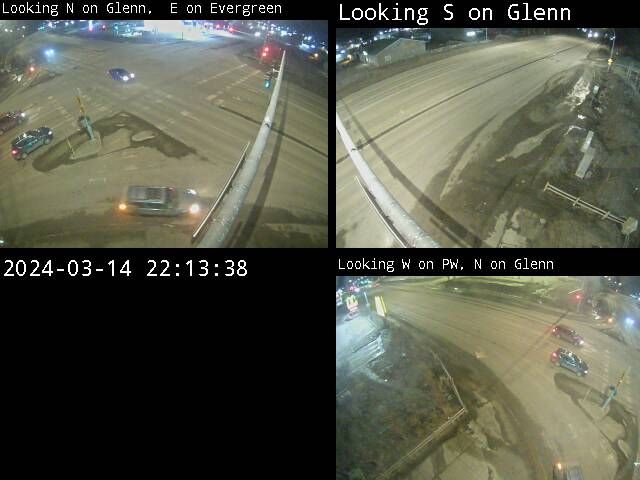 Looking N on Glenn,  E on Evergreen
Looking S on Glenn
2024-03-14 22:13:38
Looking W on PW, N on Glenn